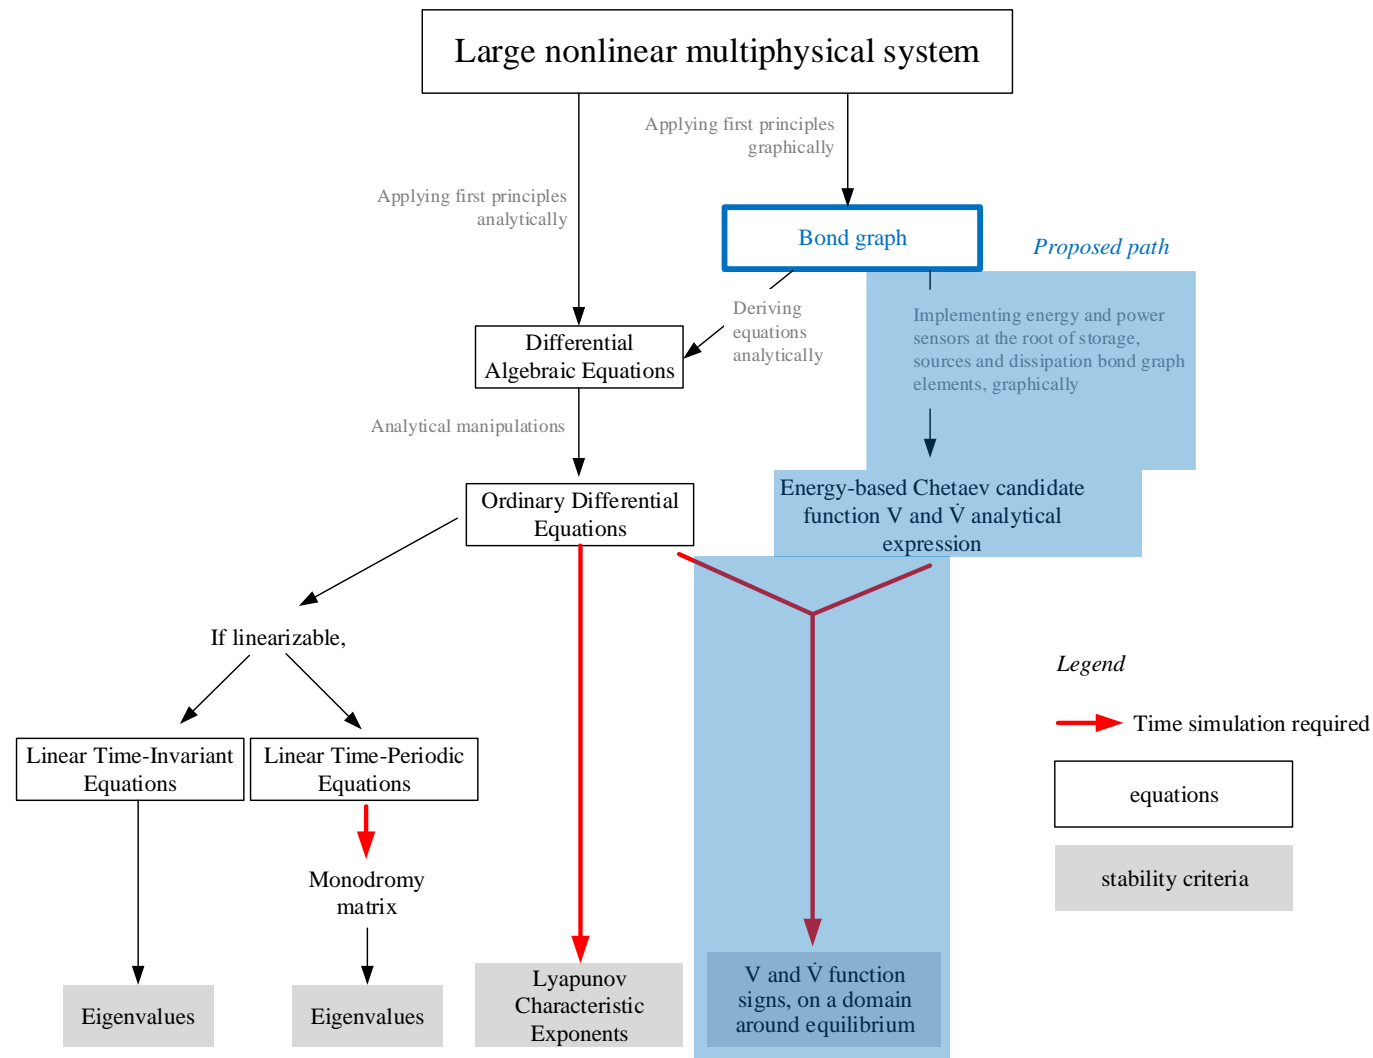 Large nonlinear multiphysical system
Applying first principles
graphically
Applying first principles
analytically
Bond graph
Proposed path
Deriving
equations
analytically
Implementing energy and power
sensors at the root of storage,
sources and dissipation bond graph
elements, graphically
Differential
Algebraic Equations
Analytical manipulations
Ordinary Differential
Equations
Energy-based Chetaev candidate
function V and V̇ analytical
expression
If linearizable,
Legend
Time simulation required
Linear Time-Invariant
Equations
Linear Time-Periodic
Equations
equations
stability criteria
Monodromy
matrix
Eigenvalues
Eigenvalues
Lyapunov
Characteristic
Exponents
V and V̇ function
signs, on a domain
around equilibrium